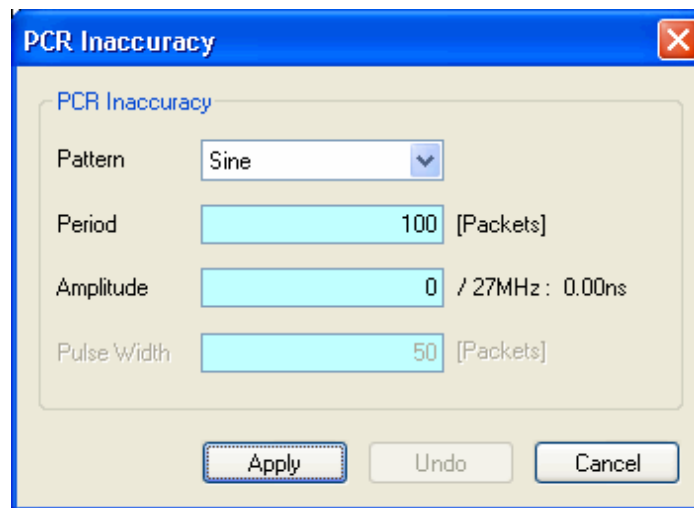 PCR Inaccuracy
PCR Inaccuracy
Pattern Sine
Period 100 [Packets]
Amplitude 0 / 27MHz : 0.00ns
Pulse Width 50 [Packets]
Apply Undo Cancel